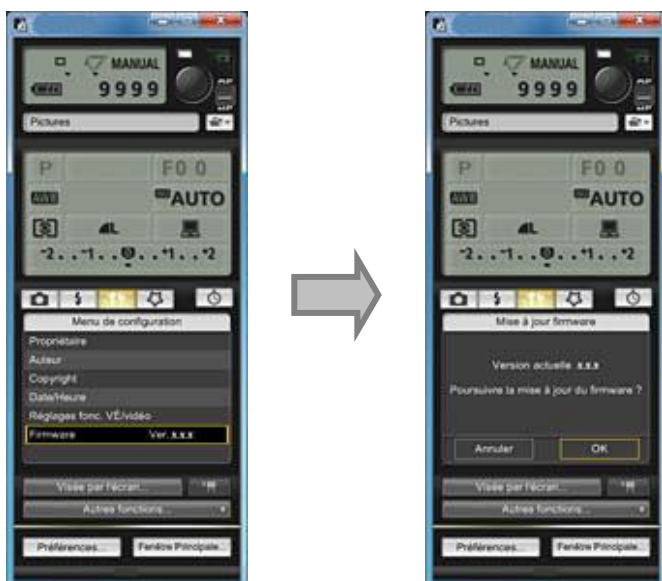 MANUAL
9999
Pictures
P F0 0
AWB AUTO
L
-2..-1..0..+1..+2
Menu de configuration
Propriétaire
Auteur
Copyright
Date/Heure
Réglages fonc. VÉ/vidéo
Firmware Ver. x.x.x
Visée par l'écran...
Autres fonctions...
Préférences... Fenêtre Principale...
MANUAL
9999
Pictures
P F0 0
AWB AUTO
L
-2..-1..0..+1..+2
Mise à jour firmware
Version actuelle x.x.x
Poursuivre la mise à jour du firmware ?
Annuler OK
Visée par l'écran...
Autres fonctions...
Préférences... Fenêtre Principale...